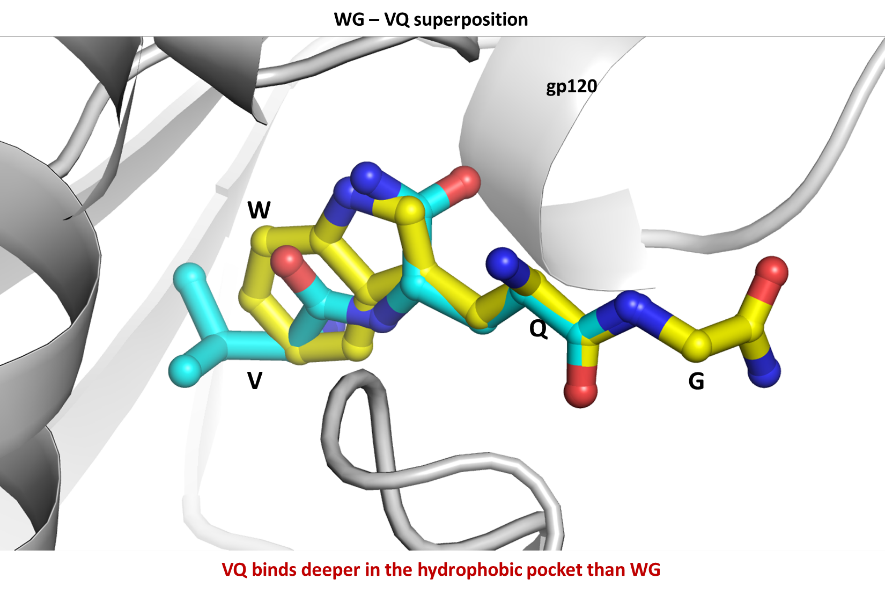 WG – VQ superposition
gp120
W
Q
V
G
VQ binds deeper in the hydrophobic pocket than WG